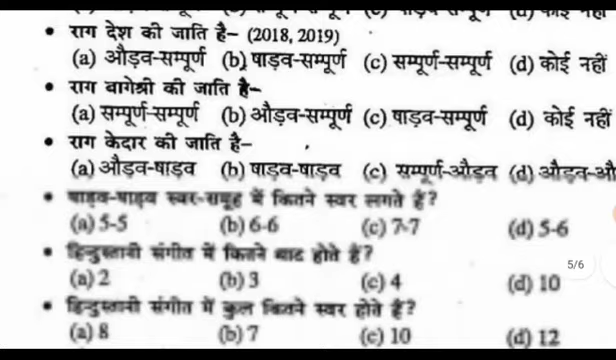 • राग देश की जाति है– (2018, 2019)
(a) औड़व-सम्पूर्ण (b) षाड़व-सम्पूर्ण (c) सम्पूर्ण-सम्पूर्ण (d) कोई नहीं
• राग बागेश्री की जाति है–
(a) सम्पूर्ण-सम्पूर्ण (b) औड़व-सम्पूर्ण (c) षाड़व-सम्पूर्ण (d) कोई नहीं
• राग केदार की जाति है–
(a) औड़व-षाड़व (b) षाड़व-षाड़व (c) सम्पूर्ण-औड़व (d) औड़व-औ
• षाड़व-षाड़व स्वर-समूह में कितने स्वर लगते हैं?
(a) 5-5 (b) 6-6 (c) 7-7 (d) 5-6
• हिन्दुस्तानी संगीत में कितने थाट होते हैं?
5/6
(a) 2 (b) 3 (c) 4 (d) 10
• हिन्दुस्तानी संगीत में कुल कितने स्वर होते हैं?
(a) 8 (b) 7 (c) 10 (d) 12